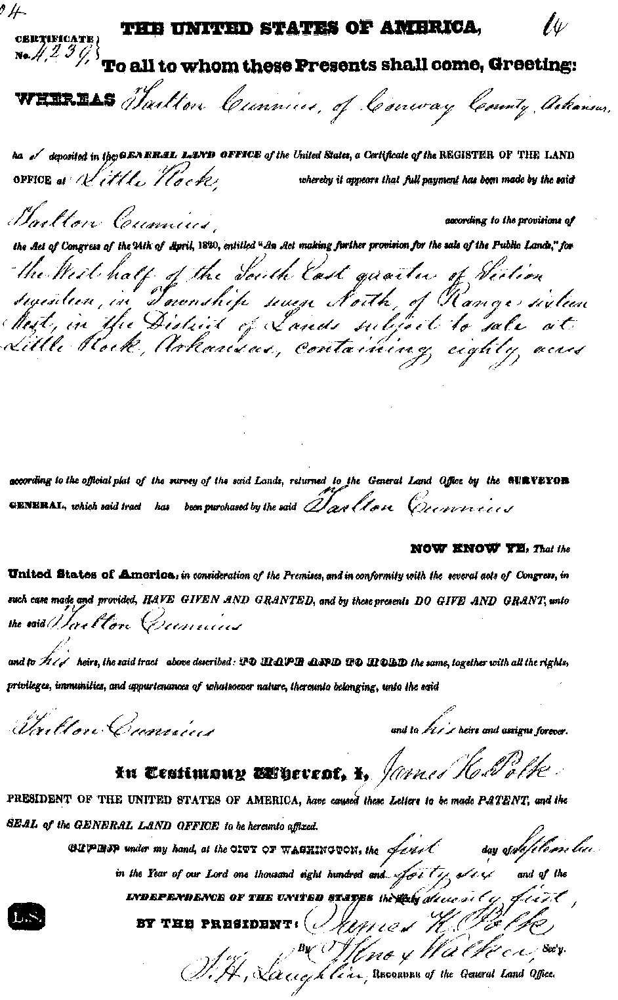 04
THE UNITED STATES OF AMERICA,
14
CERTIFICATE
No. 4,239,
To all to whom these Presents shall come, Greeting:
WHEREAS Tarlton Cummins, of Conway County, Arkansas,
has deposited in the GENERAL LAND OFFICE of the United States, a Certificate of the REGISTER OF THE LAND
OFFICE at Little Rock, whereby it appears that full payment has been made by the said
Tarlton Cummins, according to the provisions of
the Act of Congress of the 24th of April, 1820, entitled "An Act making further provision for the sale of the Public Lands," for
the West half of the South East quarter of Section
seventeen, in Township seven North, of Range sixteen
West, in the District of Lands subject to sale at
Little Rock, Arkansas, containing eighty acres
according to the official plat of the survey of the said Lands, returned to the General Land Office by the SURVEYOR
GENERAL, which said tract has been purchased by the said Tarlton Cummins
NOW KNOW YE, That the
United States of America, in consideration of the Premises, and in conformity with the several acts of Congress, in
such case made and provided, HAVE GIVEN AND GRANTED, and by these presents DO GIVE AND GRANT, unto
the said Tarlton Cummins
and to his heirs, the said tract above described: TO HAVE AND TO HOLD the same, together with all the rights,
privileges, immunities, and appurtenances of whatsoever nature, thereunto belonging, unto the said
Tarlton Cummins and to his heirs and assigns forever.
In Testimony Whereof, I, James K. Polk
PRESIDENT OF THE UNITED STATES OF AMERICA, have caused these Letters to be made PATENT, and the
SEAL of the GENERAL LAND OFFICE to be hereunto affixed.
GIVEN under my hand, at the CITY OF WASHINGTON, the first day of September
in the Year of our Lord one thousand eight hundred and forty six and of the
INDEPENDENCE OF THE UNITED STATES the Seventy first,
L.S.
BY THE PRESIDENT: James K. Polk
By J Knox Walker, Sec'y.
S. H. Laughlin, RECORDER of the General Land Office.